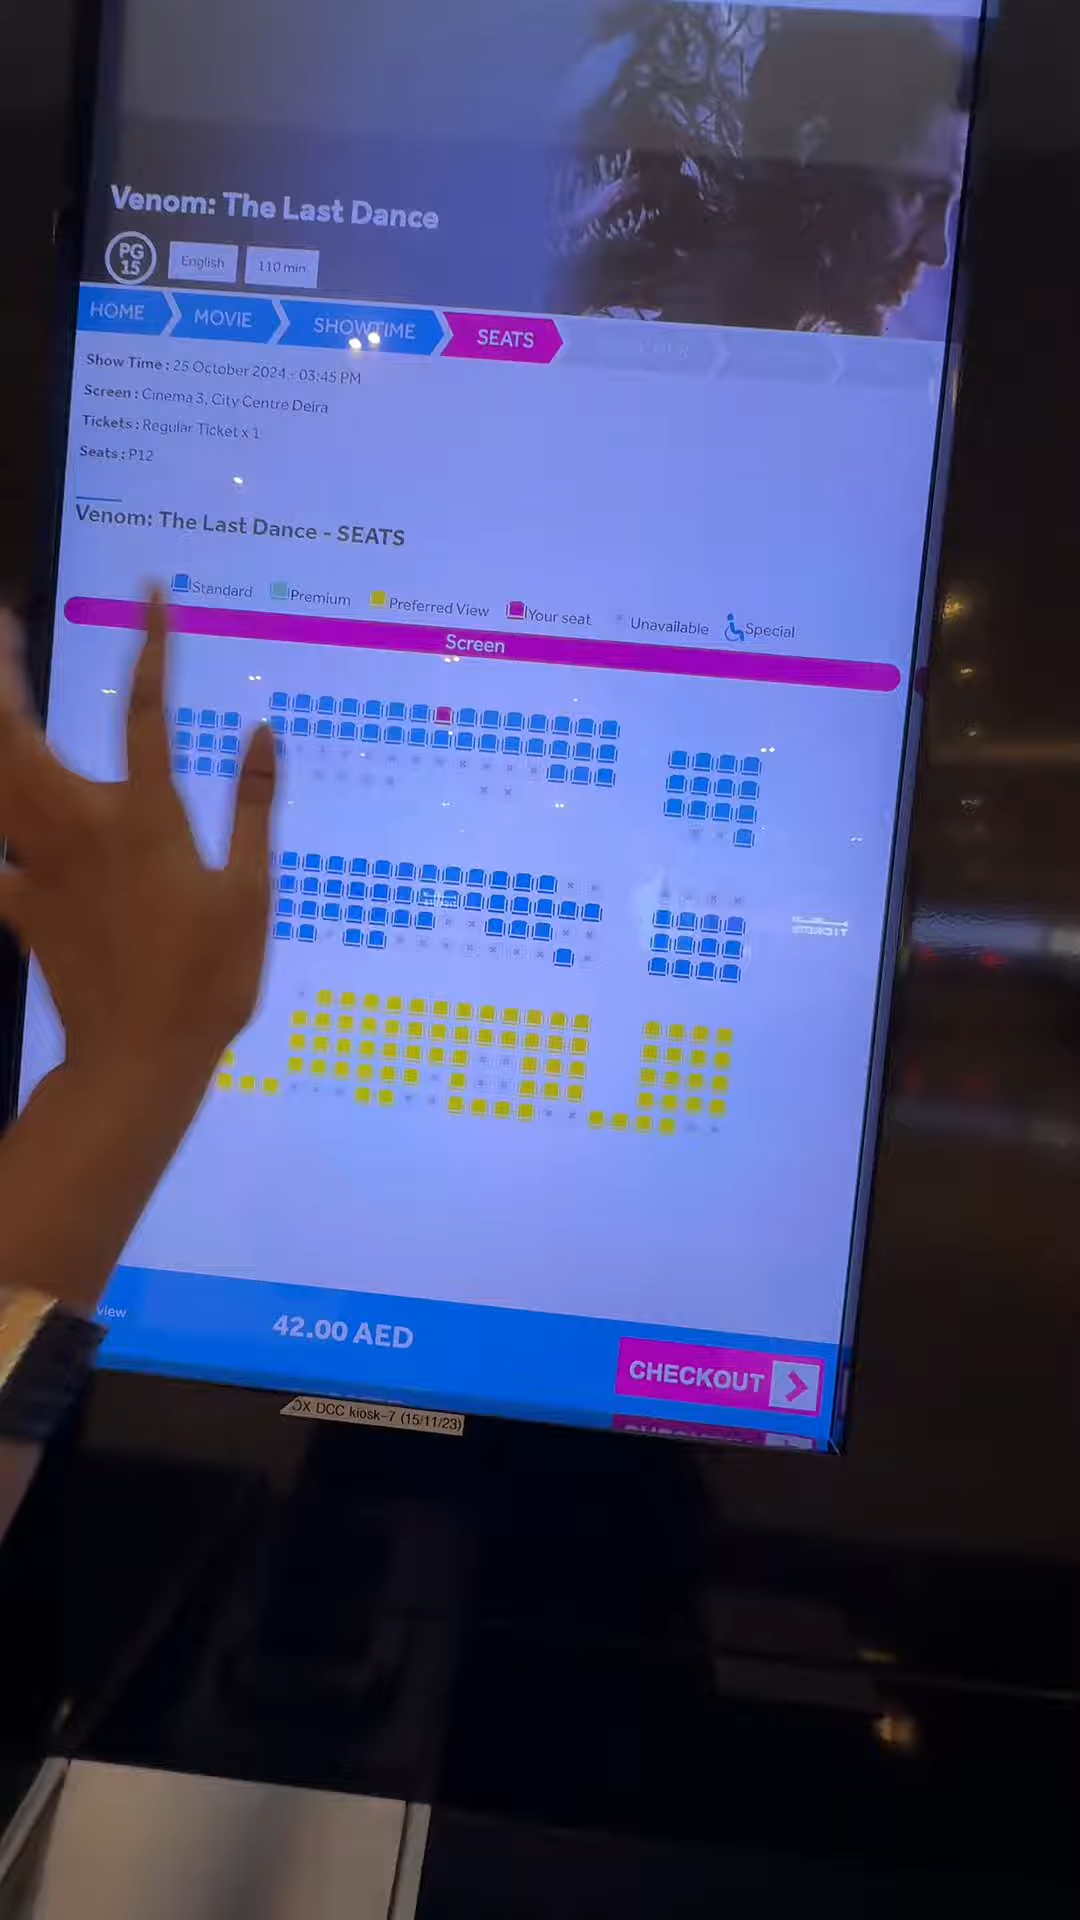 Venom: The Last Dance
PG 15 English 110 min
HOME MOVIE SHOWTIME SEATS
Show Time : 25 October 2024 - 03:45 PM
Screen : Cinema 3, City Centre Deira
Tickets : Regular Ticket x 1
Seats : P12
Venom: The Last Dance - SEATS
Standard Premium Preferred View Your seat Unavailable Special
Screen
view
42.00 AED
CHECKOUT
OX DCC kiosk-7 (15/11/23)